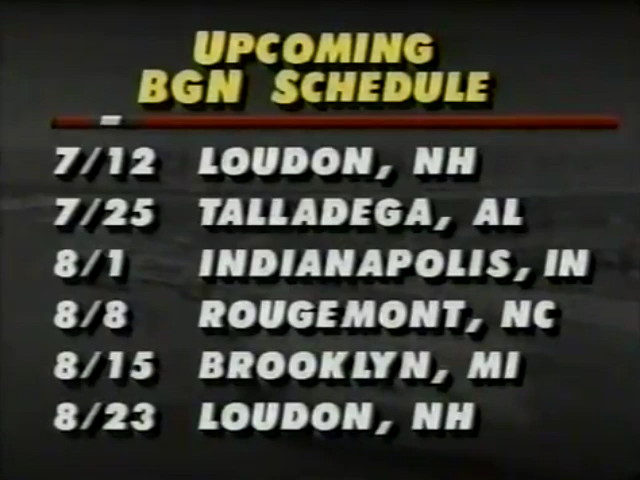 UPCOMING
BGN SCHEDULE
7/12 LOUDON, NH
7/25 TALLADEGA, AL
8/1 INDIANAPOLIS, IN
8/8 ROUGEMONT, NC
8/15 BROOKLYN, MI
8/23 LOUDON, NH